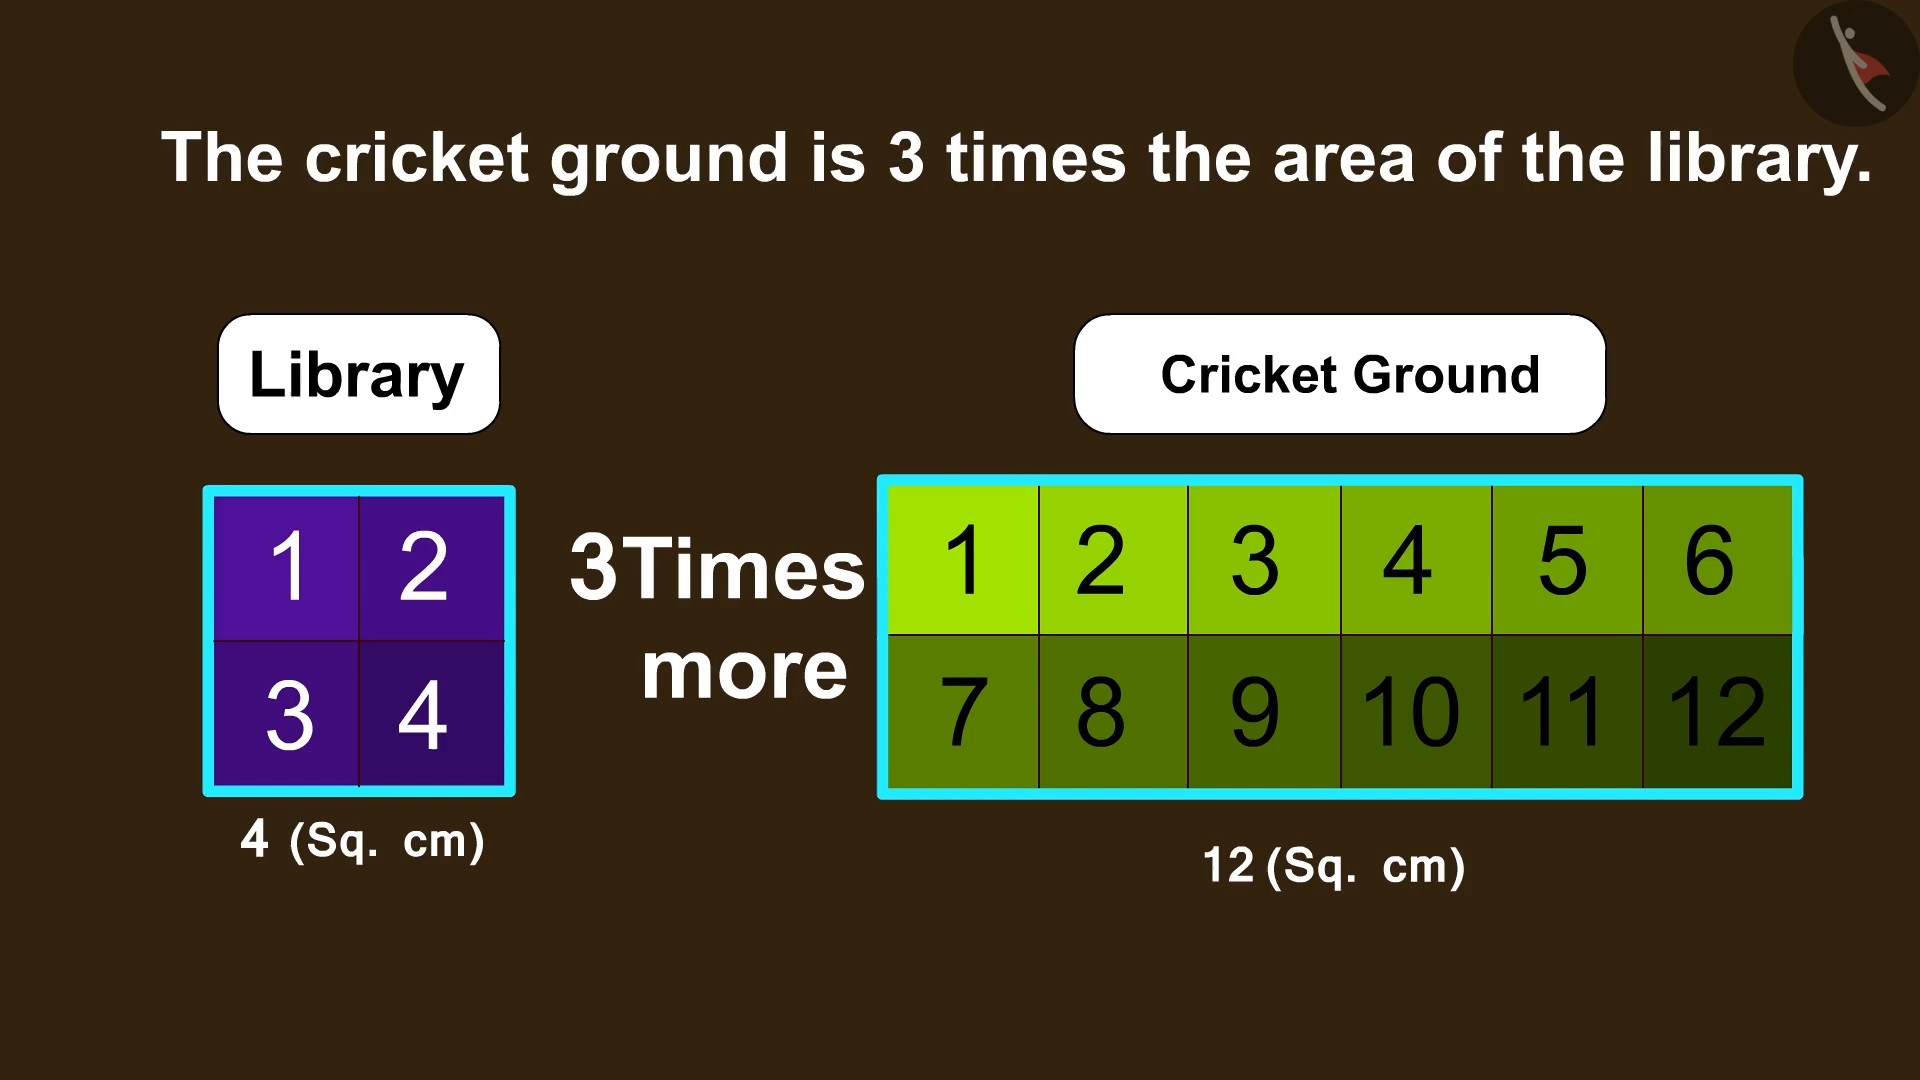 The cricket ground is 3 times the area of the library.
Library
Cricket Ground
1 2
3 4
4 (Sq. cm)
3Times
more
1 2 3 4 5 6
7 8 9 10 11 12
12 (Sq. cm)